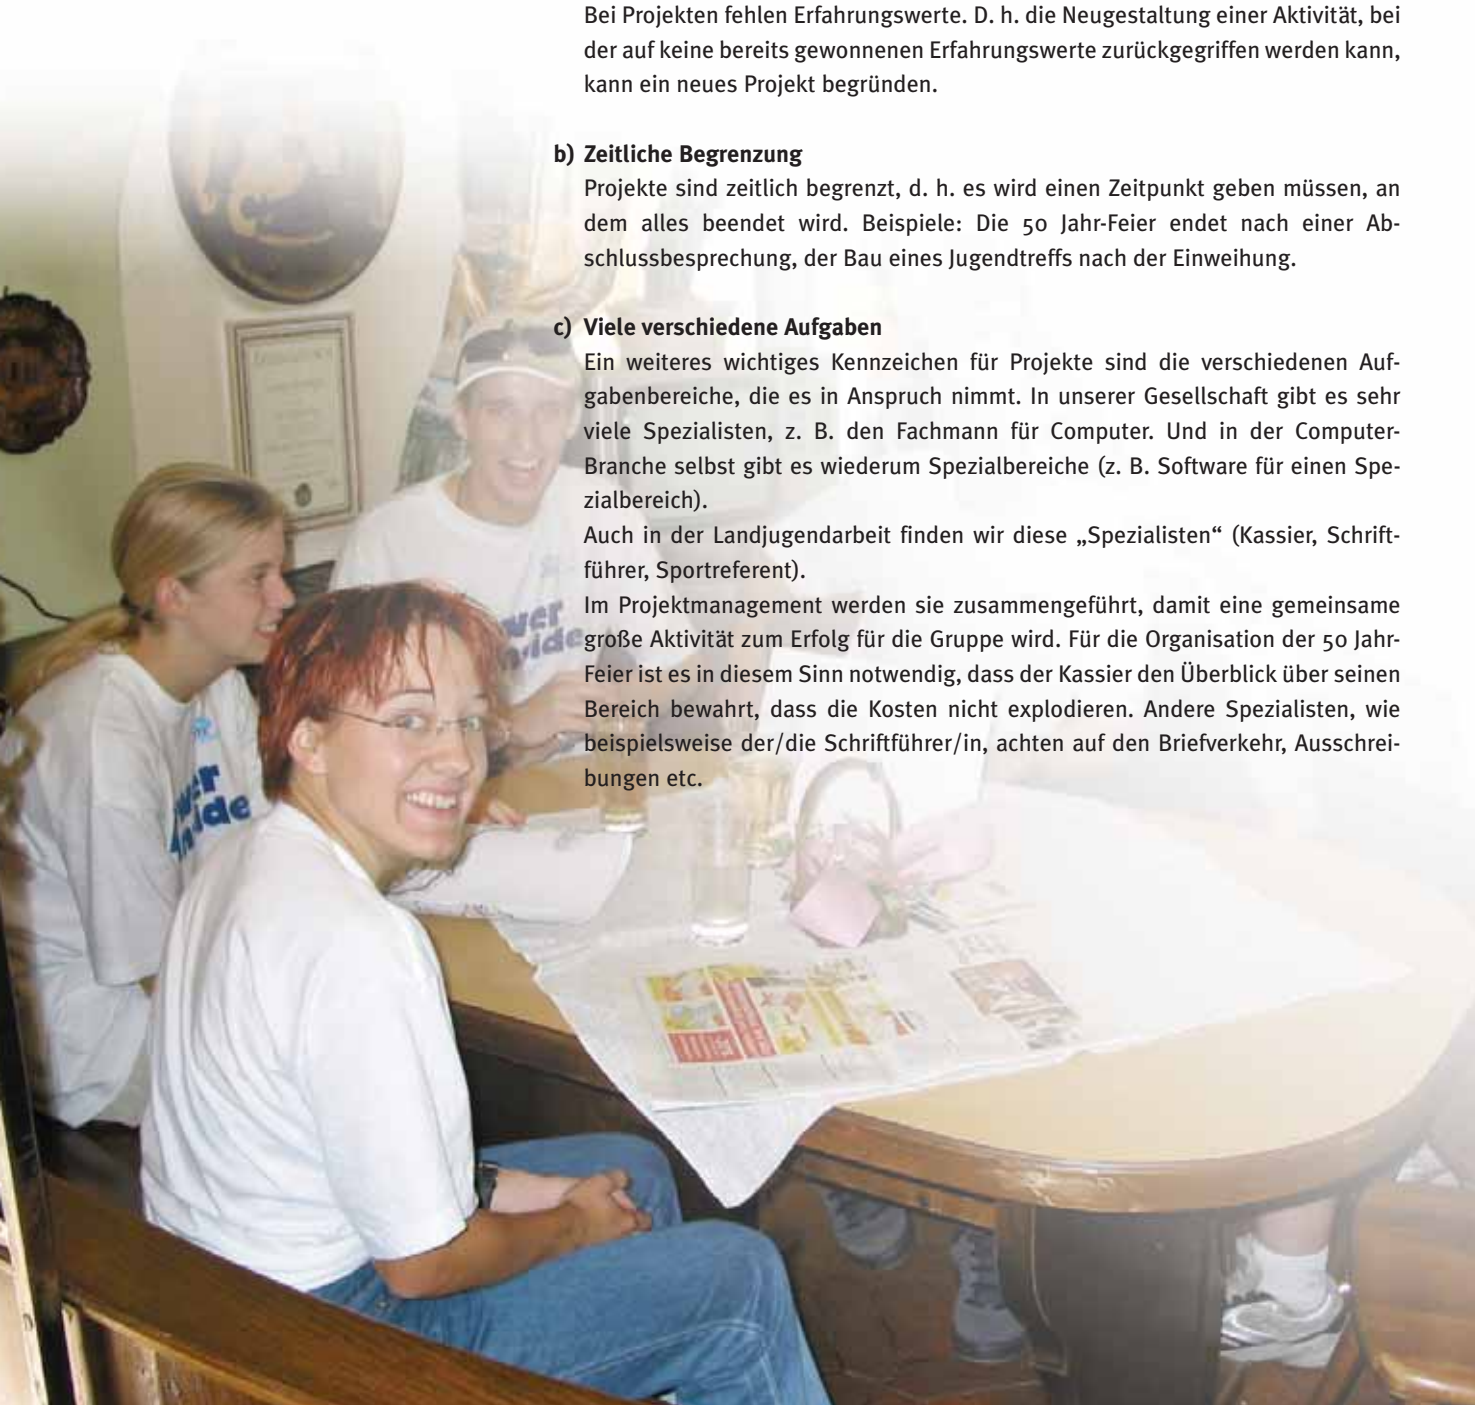 Bei Projekten fehlen Erfahrungswerte. D. h. die Neugestaltung einer Aktivität, bei
der auf keine bereits gewonnenen Erfahrungswerte zurückgegriffen werden kann,
kann ein neues Projekt begründen.
b) Zeitliche Begrenzung
Projekte sind zeitlich begrenzt, d. h. es wird einen Zeitpunkt geben müssen, an
dem alles beendet wird. Beispiele: Die 50 Jahr-Feier endet nach einer Ab-
schlussbesprechung, der Bau eines Jugendtreffs nach der Einweihung.
c) Viele verschiedene Aufgaben
Ein weiteres wichtiges Kennzeichen für Projekte sind die verschiedenen Auf-
gabenbereiche, die es in Anspruch nimmt. In unserer Gesellschaft gibt es sehr
viele Spezialisten, z. B. den Fachmann für Computer. Und in der Computer-
Branche selbst gibt es wiederum Spezialbereiche (z. B. Software für einen Spe-
zialbereich).
Auch in der Landjugendarbeit finden wir diese „Spezialisten“ (Kassier, Schrift-
führer, Sportreferent).
Im Projektmanagement werden sie zusammengeführt, damit eine gemeinsame
große Aktivität zum Erfolg für die Gruppe wird. Für die Organisation der 50 Jahr-
Feier ist es in diesem Sinn notwendig, dass der Kassier den Überblick über seinen
Bereich bewahrt, dass die Kosten nicht explodieren. Andere Spezialisten, wie
beispielsweise der/die Schriftführer/in, achten auf den Briefverkehr, Ausschrei-
bungen etc.